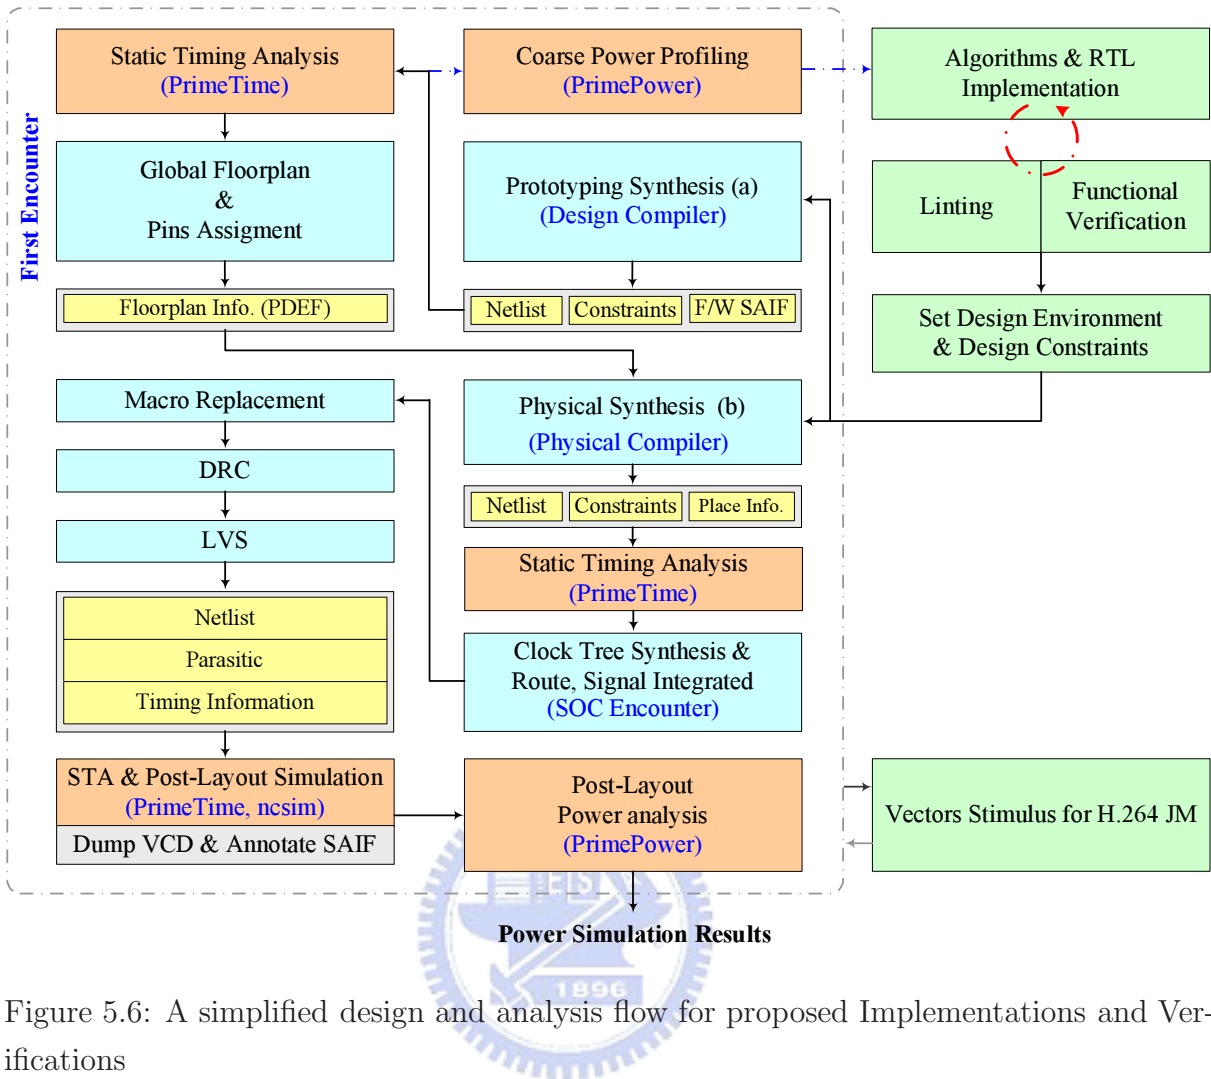 Static Timing Analysis
(PrimeTime)
Coarse Power Profiling
(PrimePower)
Algorithms & RTL
Implementation
First Encounter
Global Floorplan
&
Pins Assigment
Prototyping Synthesis (a)
(Design Compiler)
Linting
Functional
Verification
Floorplan Info. (PDEF)
Netlist
Constraints
F/W SAIF
Set Design Environment
& Design Constraints
Macro Replacement
Physical Synthesis (b)
(Physical Compiler)
DRC
Netlist
Constraints
Place Info.
LVS
Static Timing Analysis
(PrimeTime)
Netlist
Parasitic
Timing Information
Clock Tree Synthesis &
Route, Signal Integrated
(SOC Encounter)
STA & Post-Layout Simulation
(PrimeTime, ncsim)
Dump VCD & Annotate SAIF
Post-Layout
Power analysis
(PrimePower)
Vectors Stimulus for H.264 JM
ES
Power Simulation Results
1896
Figure 5.6: A simplified design and analysis flow for proposed Implementations and Ver-
ifications